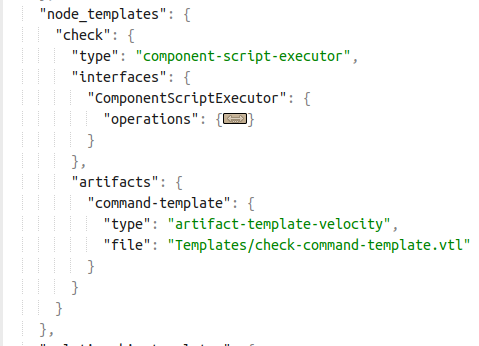 "node_templates": {
"check": {
"type": "component-script-executor",
"interfaces": {
"ComponentScriptExecutor": {
"operations": {}
}
},
"artifacts": {
"command-template": {
"type": "artifact-template-velocity",
"file": "Templates/check-command-template.vtl"
}
}
}
},